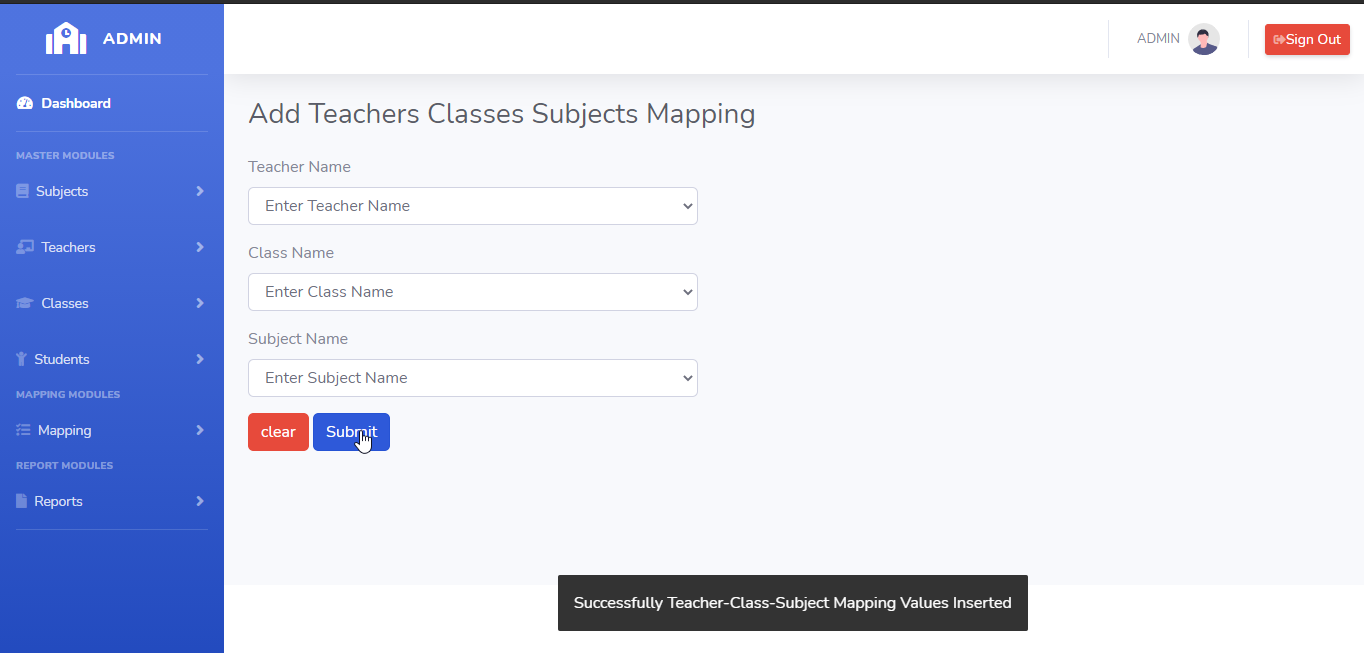 ADMIN
Dashboard
MASTER MODULES
Subjects
Teachers
Classes
Students
MAPPING MODULES
Mapping
REPORT MODULES
Reports
ADMIN
Sign Out
Add Teachers Classes Subjects Mapping
Teacher Name
Enter Teacher Name
Class Name
Enter Class Name
Subject Name
Enter Subject Name
clear Submit
Successfully Teacher-Class-Subject Mapping Values Inserted